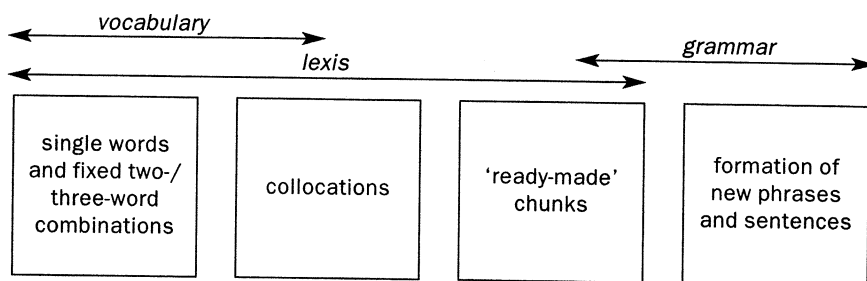 vocabulary
grammar
lexis
single words
and fixed two-/
three-word
combinations
collocations
‘ready-made’
chunks
formation of
new phrases
and sentences